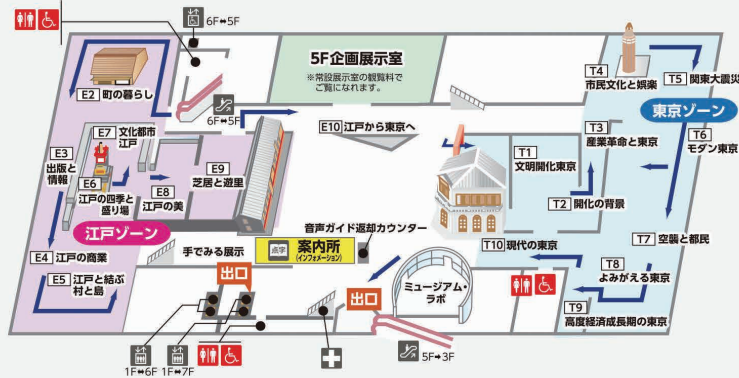 6F⇔5F
5F企画展示室
※常設展示室の観覧料で
ご覧になれます。
6F⇔5F
E2 町の暮らし
E7 文化都市
江戸
E3
出版と
情報
E6
江戸の四季と
盛り場
E8
江戸の美
E9
芝居と遊里
E10 江戸から東京へ
江戸ゾーン
E4 江戸の商業
E5 江戸と結ぶ
村と島
T4
市民文化と娯楽
T5 関東大震災
東京ゾーン
T3
産業革命と東京
T6
モダン東京
T1
文明開化東京
T2 開化の背景
T7
空襲と都民
T10 現代の東京
T8
よみがえる東京
T9
高度経済成長期の東京
音声ガイド返却カウンター
手でみる展示
点字 案内所
(インフォメーション)
出口
出口
ミュージアム・
ラボ
1F⇔6F
1F⇔7F
5F→3F